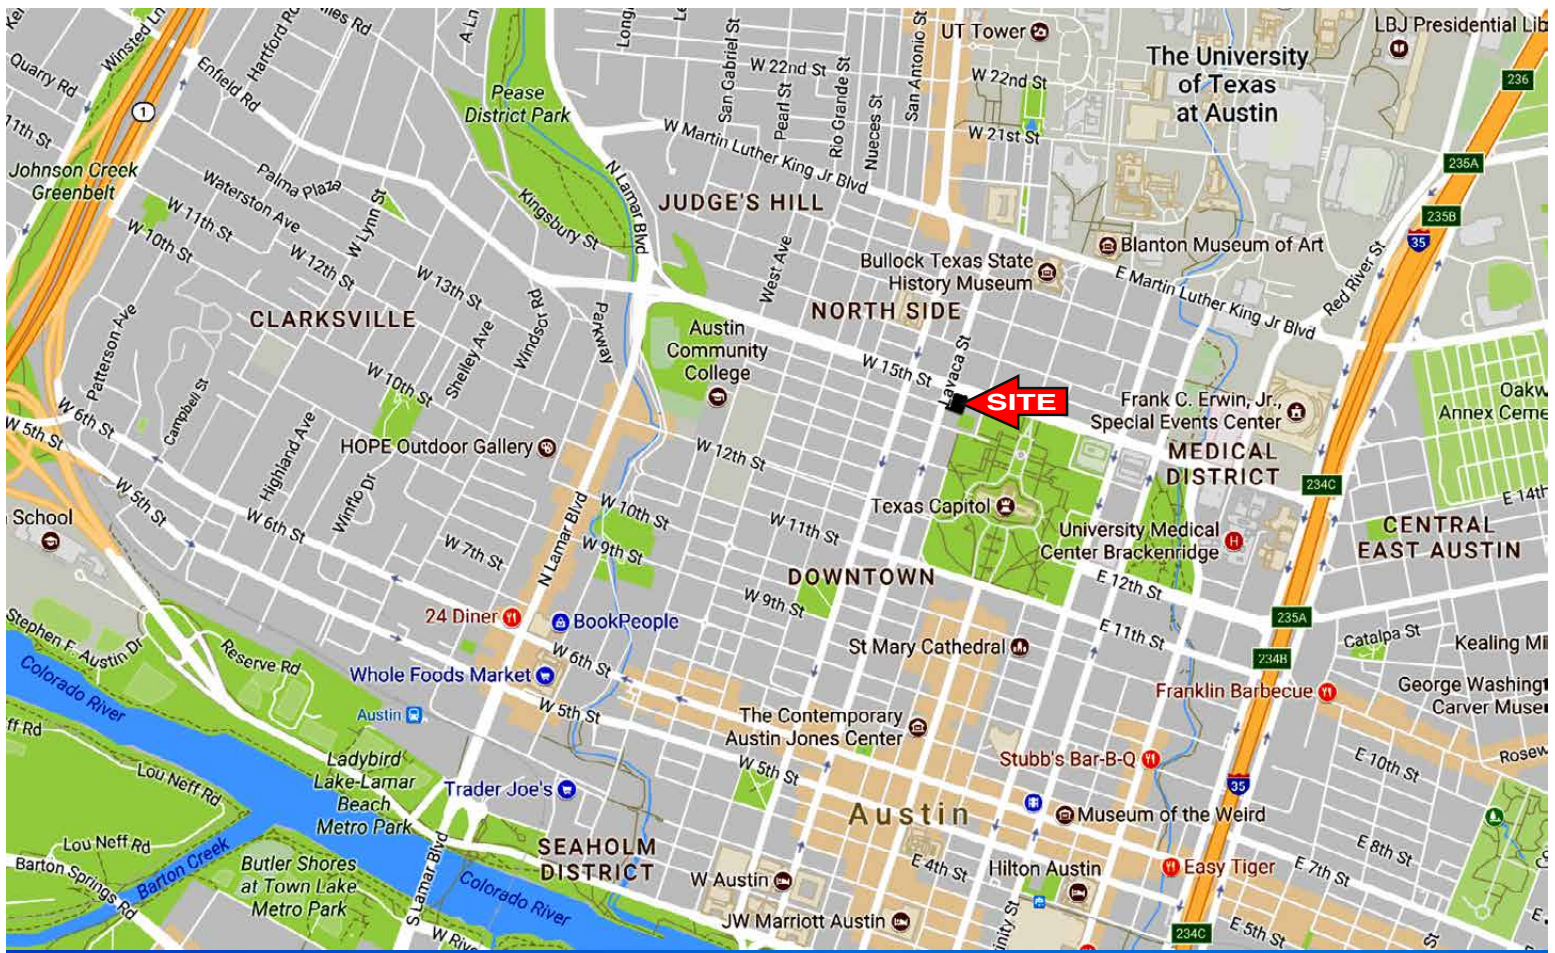 Winsted Ln
Hartford Rd
A Ln
W 22nd St
San Gabriel St
Pearl St
Rio Grande St
Nueces St
San Antonio St
UT Tower
W 22nd St
W 21st St
The University
of Texas
at Austin
LBJ Presidential Lib
236
Quarry Rd
Enfield Rd
1
11th St
Pease
District Park
W Martin Luther King Jr Blvd
235A
Johnson Creek
Greenbelt
Palma Plaza
Waterston Ave
W 11th St
W 10th St
W Lynn St
W 12th St
W 13th St
Kingsbury St
N Lamar Blvd
JUDGE'S HILL
West Ave
Bullock Texas State
History Museum
Blanton Museum of Art
E Martin Luther King Jr Blvd
Red River St
235B
35
CLARKSVILLE
Patterson Ave
Campbell St
Shelley Ave
Windsor Rd
Parkway
NORTH SIDE
Austin
Community
College
W 15th St
Lavaca St
SITE
Frank C. Erwin, Jr.,
Special Events Center
Oakw
Annex Ceme
W 10th St
W 6th St
W 5th St
Highland Ave
Winflo Dr
HOPE Outdoor Gallery
W 12th St
MEDICAL
DISTRICT
234C
E 14th
W 5th St
W 6th St
N Lamar Blvd
W 10th St
W 11th St
Texas Capitol
University Medical
Center Brackenridge
H
CENTRAL
EAST AUSTIN
School
W 7th St
W 9th St
DOWNTOWN
E 12th St
W 9th St
24 Diner
BookPeople
E 11th St
235A
Catalpa St
Kealing Mi
Stephen F. Austin Dr
Reserve Rd
W 6th St
Whole Foods Market
St Mary Cathedral
234B
Franklin Barbecue
George Washingt
Carver Muse
Colorado River
Austin
W 5th St
The Contemporary
Austin Jones Center
Stubb's Bar-B-Q
E 10th St
Rosew
ff Rd
Lou Neff Rd
Ladybird
Lake-Lamar
Beach
Metro Park
Trader Joe's
W 5th St
35
Austin
Museum of the Weird
Lou Neff Rd
Barton Springs Rd
Barton Creek
Butler Shores
at Town Lake
Metro Park
S Lamar Blvd
Colorado River
SEAHOLM
DISTRICT
W Austin
E 4th St
Hilton Austin
Easy Tiger
E 8th St
E 7th St
JW Marriott Austin
inity St
234C
E 5th St
W Rive
St
E.